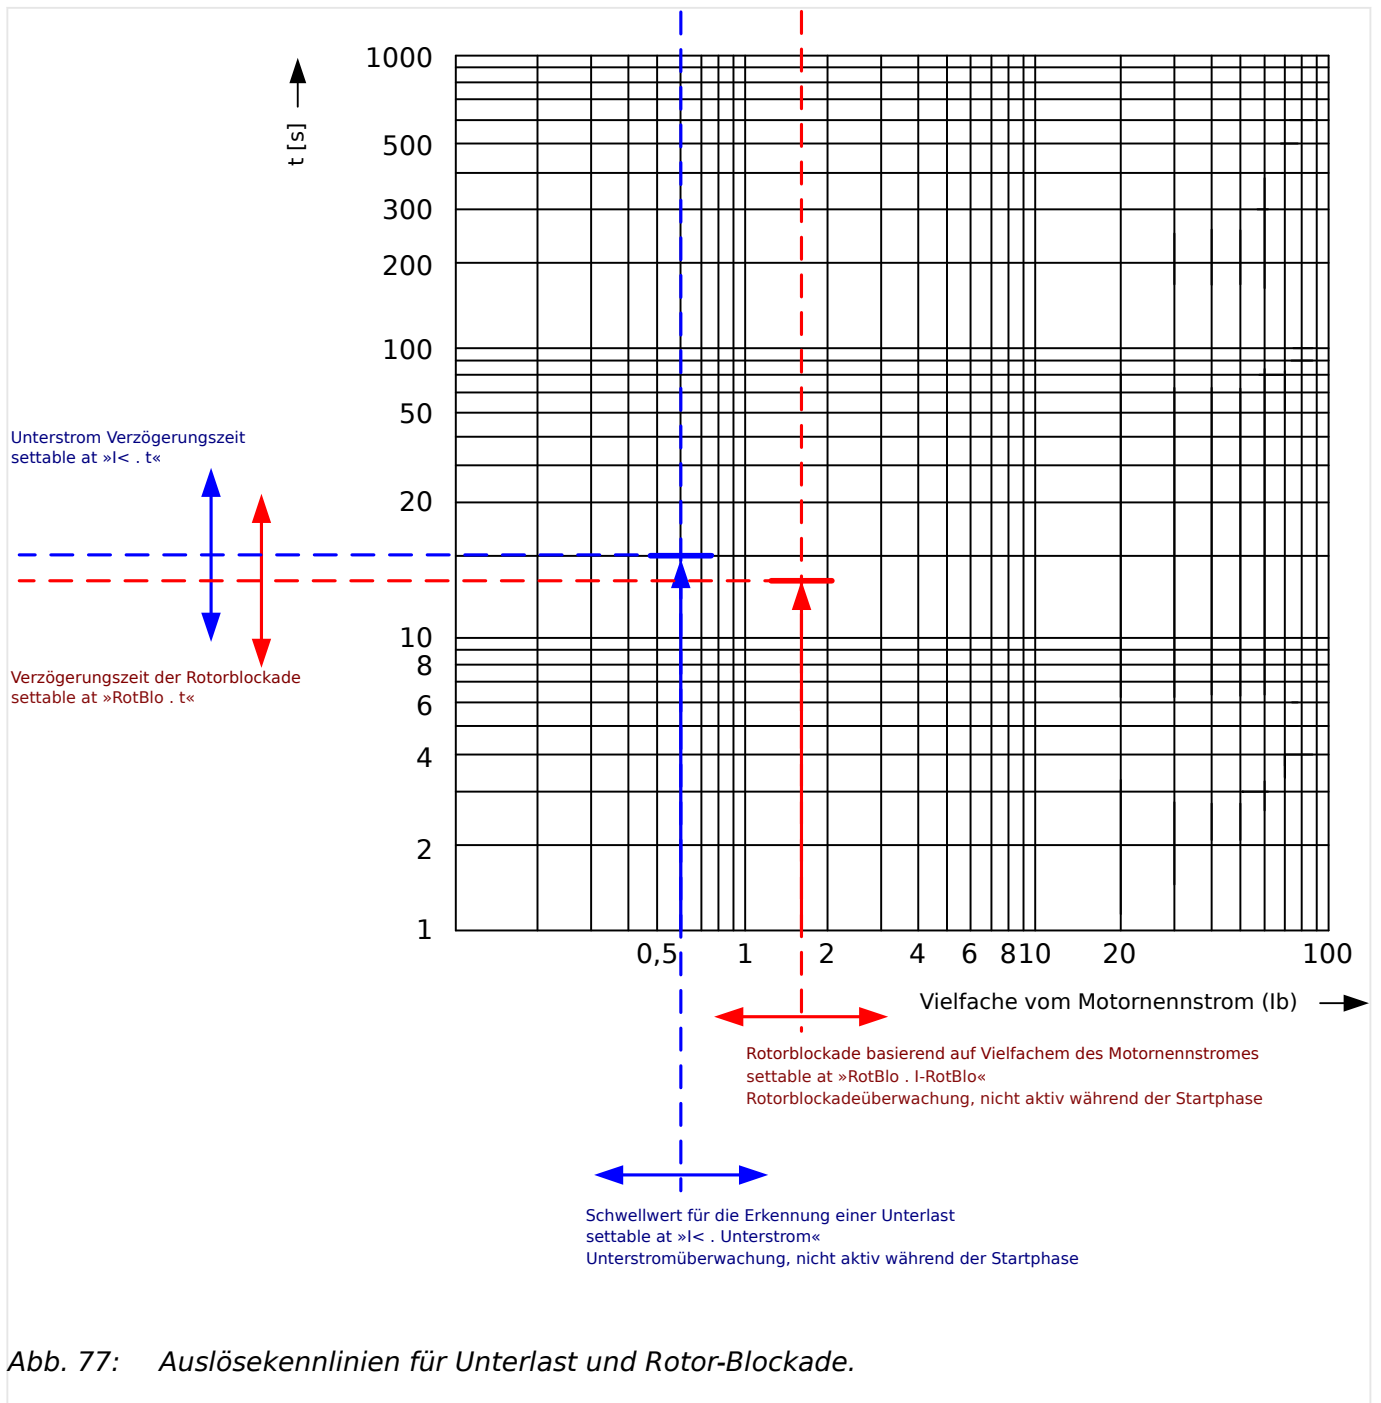 1000
500
300
200
100
50
20
10
8
6
4
2
1
t [s]
Unterstrom Verzögerungszeit
settable at »I< . t«
Verzögerungszeit der Rotorblockade
settable at »RotBlo . t«
0,5 1 2 4 6 8 10 20 100
Vielfache vom Motornennstrom (Ib)
Rotorblockade basierend auf Vielfachem des Motornennstromes
settable at »RotBlo . I-RotBlo«
Rotorblockadeüberwachung, nicht aktiv während der Startphase
Schwellwert für die Erkennung einer Unterlast
settable at »I< . Unterstrom«
Unterstromüberwachung, nicht aktiv während der Startphase
Abb. 77: Auslösekennlinien für Unterlast und Rotor-Blockade.